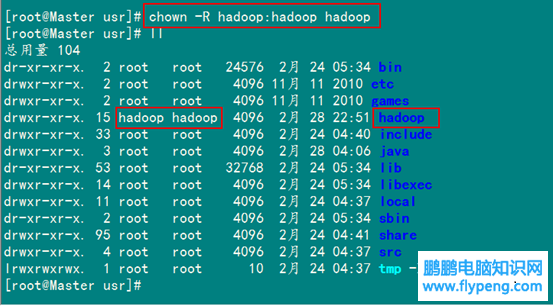 [root@Master usr]# chown -R hadoop:hadoop hadoop
[root@Master usr]# ll
总用量 104
dr-xr-xr-x. 2 root root 24576 2月 24 05:34 bin
drwxr-xr-x. 2 root root 4096 11月 11 2010 etc
drwxr-xr-x. 2 root root 4096 11月 11 2010 games
drwxr-xr-x. 15 hadoop hadoop 4096 2月 28 22:51 hadoop
drwxr-xr-x. 33 root root 4096 2月 24 04:40 include
drwxr-xr-x. 3 root root 4096 2月 28 04:06 java
dr-xr-xr-x. 53 root root 32768 2月 24 05:34 lib
drwxr-xr-x. 14 root root 4096 2月 24 05:34 libexec
drwxr-xr-x. 11 root root 4096 2月 24 04:37 local
dr-xr-xr-x. 2 root root 4096 2月 24 05:34 sbin
drwxr-xr-x. 95 root root 4096 2月 24 04:41 share
drwxr-xr-x. 4 root root 4096 2月 24 04:37 src
lrwxrwxrwx. 1 root root 10 2月 24 04:37 tmp -
[root@Master usr]#
鹏鹏电脑知识网
www.flypeng.com